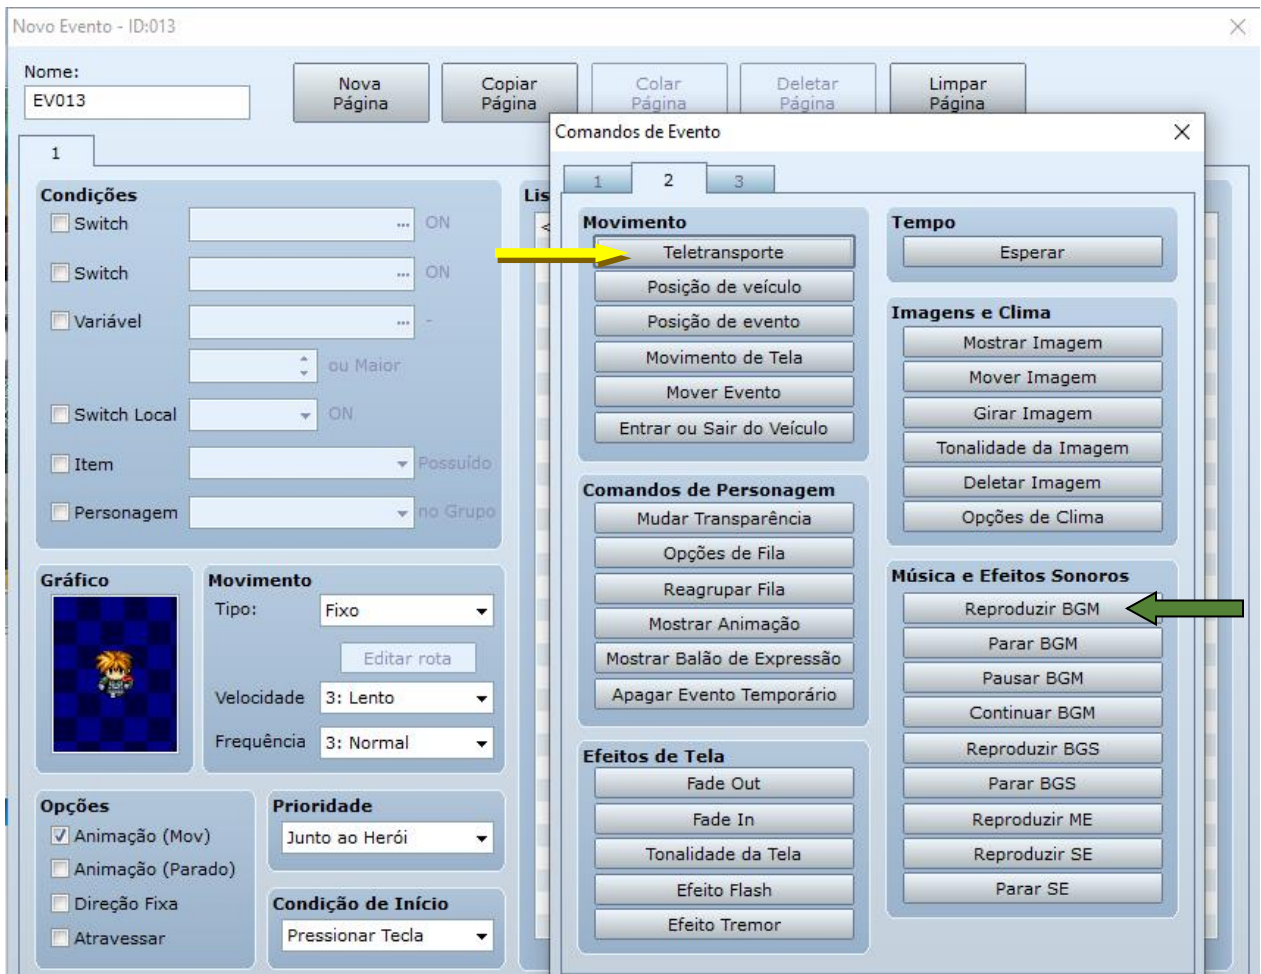 Novo Evento - ID:013
Nome:
EV013
Nova
Página
Copiar
Página
Colar
Página
Deletar
Página
Limpar
Página
1
Condições
Switch
... ON
Switch
... ON
Variável
... -
ou Maior
Switch Local
ON
Item
Possuído
Personagem
no Grupo
Gráfico
Movimento
Tipo:
Fixo
Editar rota
Velocidade
3: Lento
Frequência
3: Normal
Opções
Animação (Mov)
Animação (Parado)
Direção Fixa
Atravessar
Prioridade
Junto ao Herói
Condição de Início
Pressionar Tecla
Lis
<
Comandos de Evento
1 2 3
Movimento
Teletransporte
Posição de veículo
Posição de evento
Movimento de Tela
Mover Evento
Entrar ou Sair do Veículo
Comandos de Personagem
Mudar Transparência
Opções de Fila
Reagrupar Fila
Mostrar Animação
Mostrar Balão de Expressão
Apagar Evento Temporário
Efeitos de Tela
Fade Out
Fade In
Tonalidade da Tela
Efeito Flash
Efeito Tremor
Tempo
Esperar
Imagens e Clima
Mostrar Imagem
Mover Imagem
Girar Imagem
Tonalidade da Imagem
Deletar Imagem
Opções de Clima
Música e Efeitos Sonoros
Reproduzir BGM
Parar BGM
Pausar BGM
Continuar BGM
Reproduzir BGS
Parar BGS
Reproduzir ME
Reproduzir SE
Parar SE